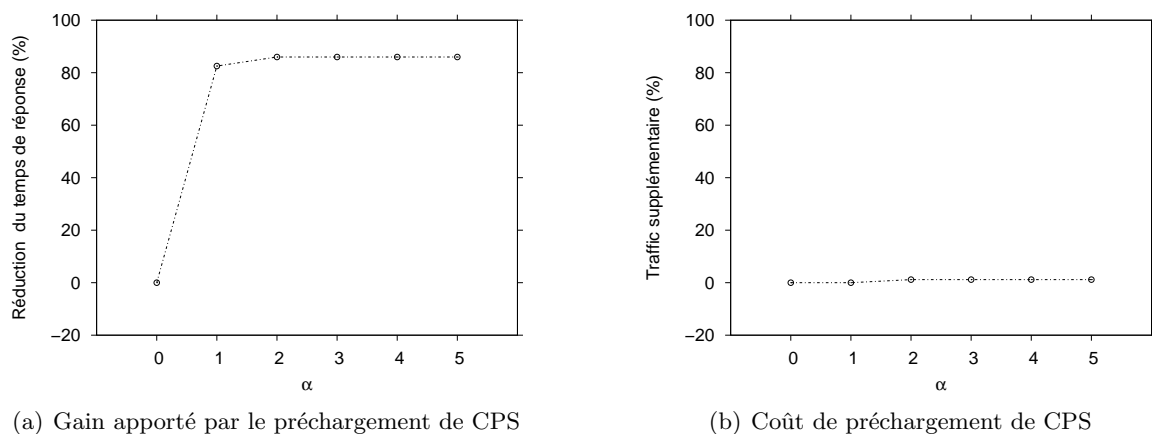 100
80
60
40
20
0
−20
0 1 2 3 4 5
α
Réduction du temps de réponse (%)
(a) Gain apporté par le préchargement de CPS
100
80
60
40
20
0
−20
0 1 2 3 4 5
α
Traffic supplémentaire (%)
(b) Coût de préchargement de CPS